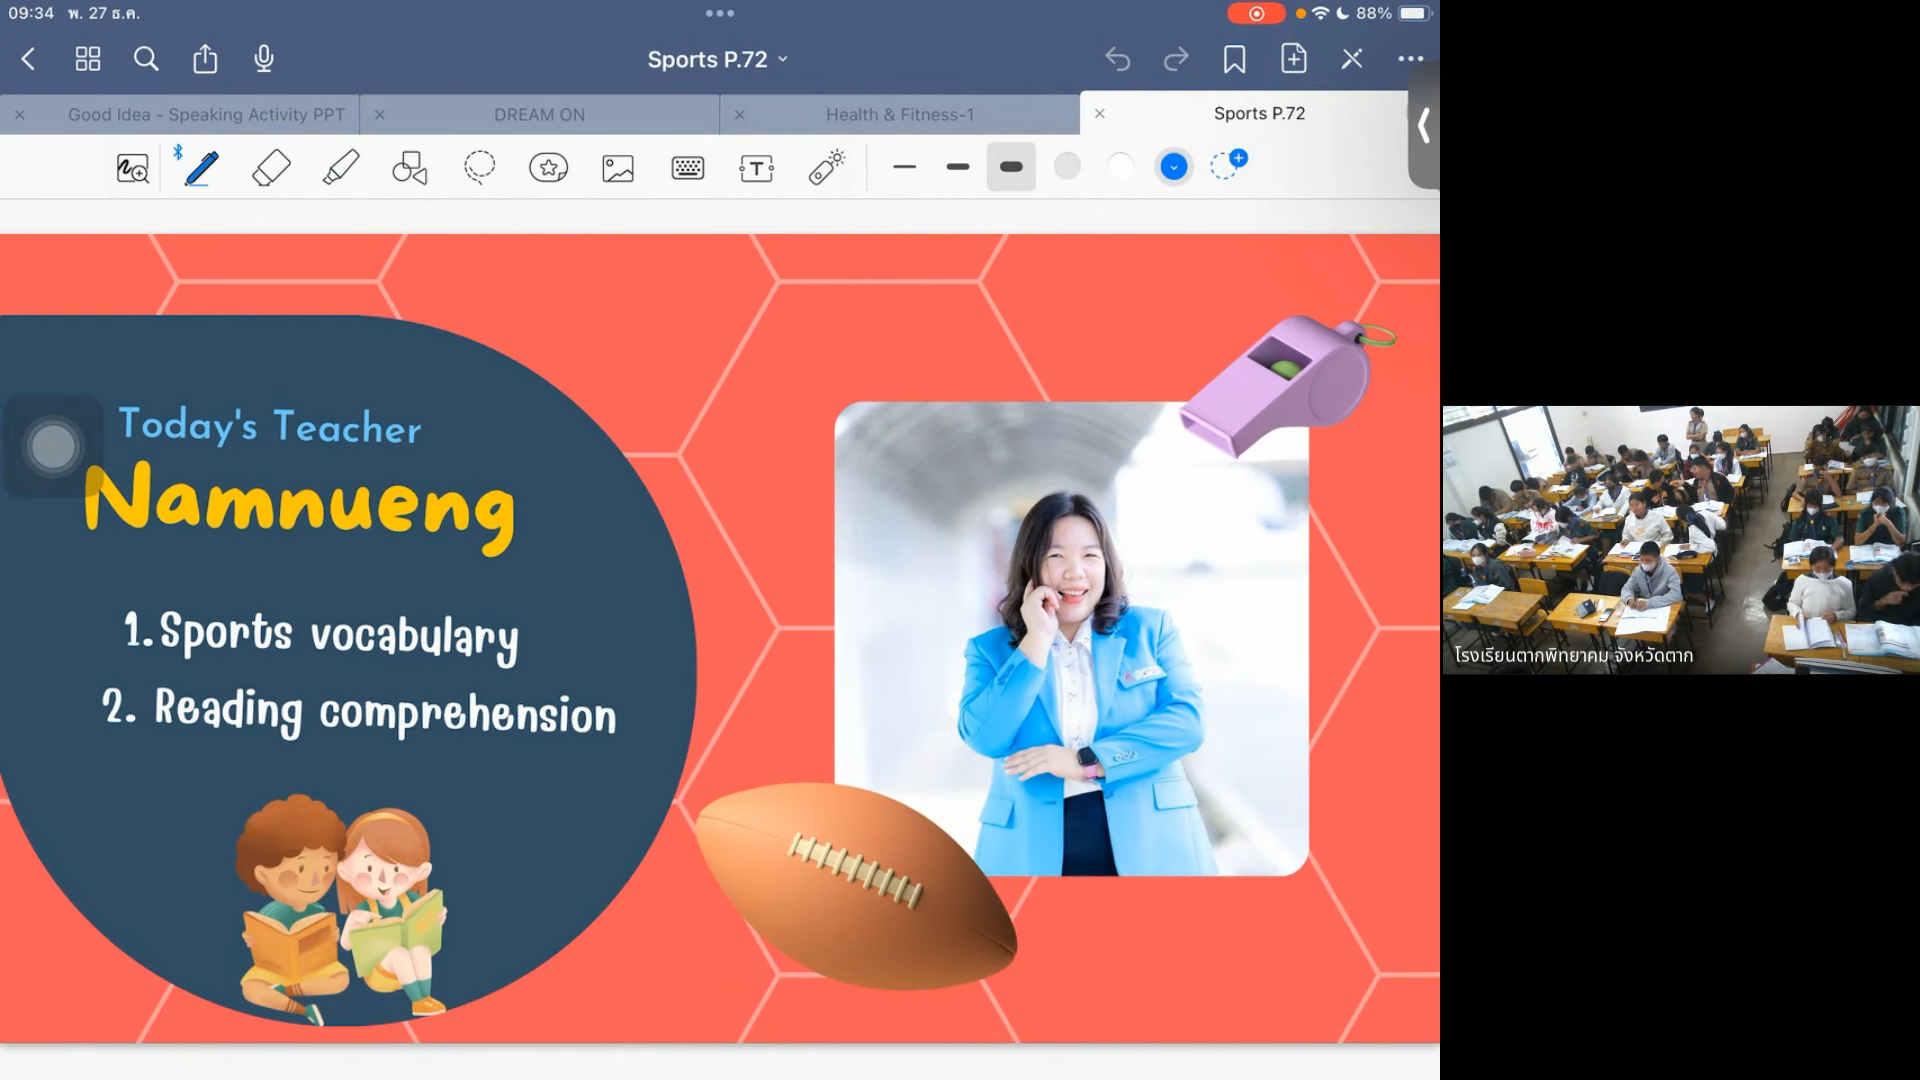 09:34 พ. 27 ธ.ค.
88%
Sports P.72
Good Idea - Speaking Activity PPT
DREAM ON
Health & Fitness-1
Sports P.72
Today's Teacher
Namnueng
1. Sports vocabulary
2. Reading comprehension
โรงเรียนตากพิทยาคม จังหวัดตาก